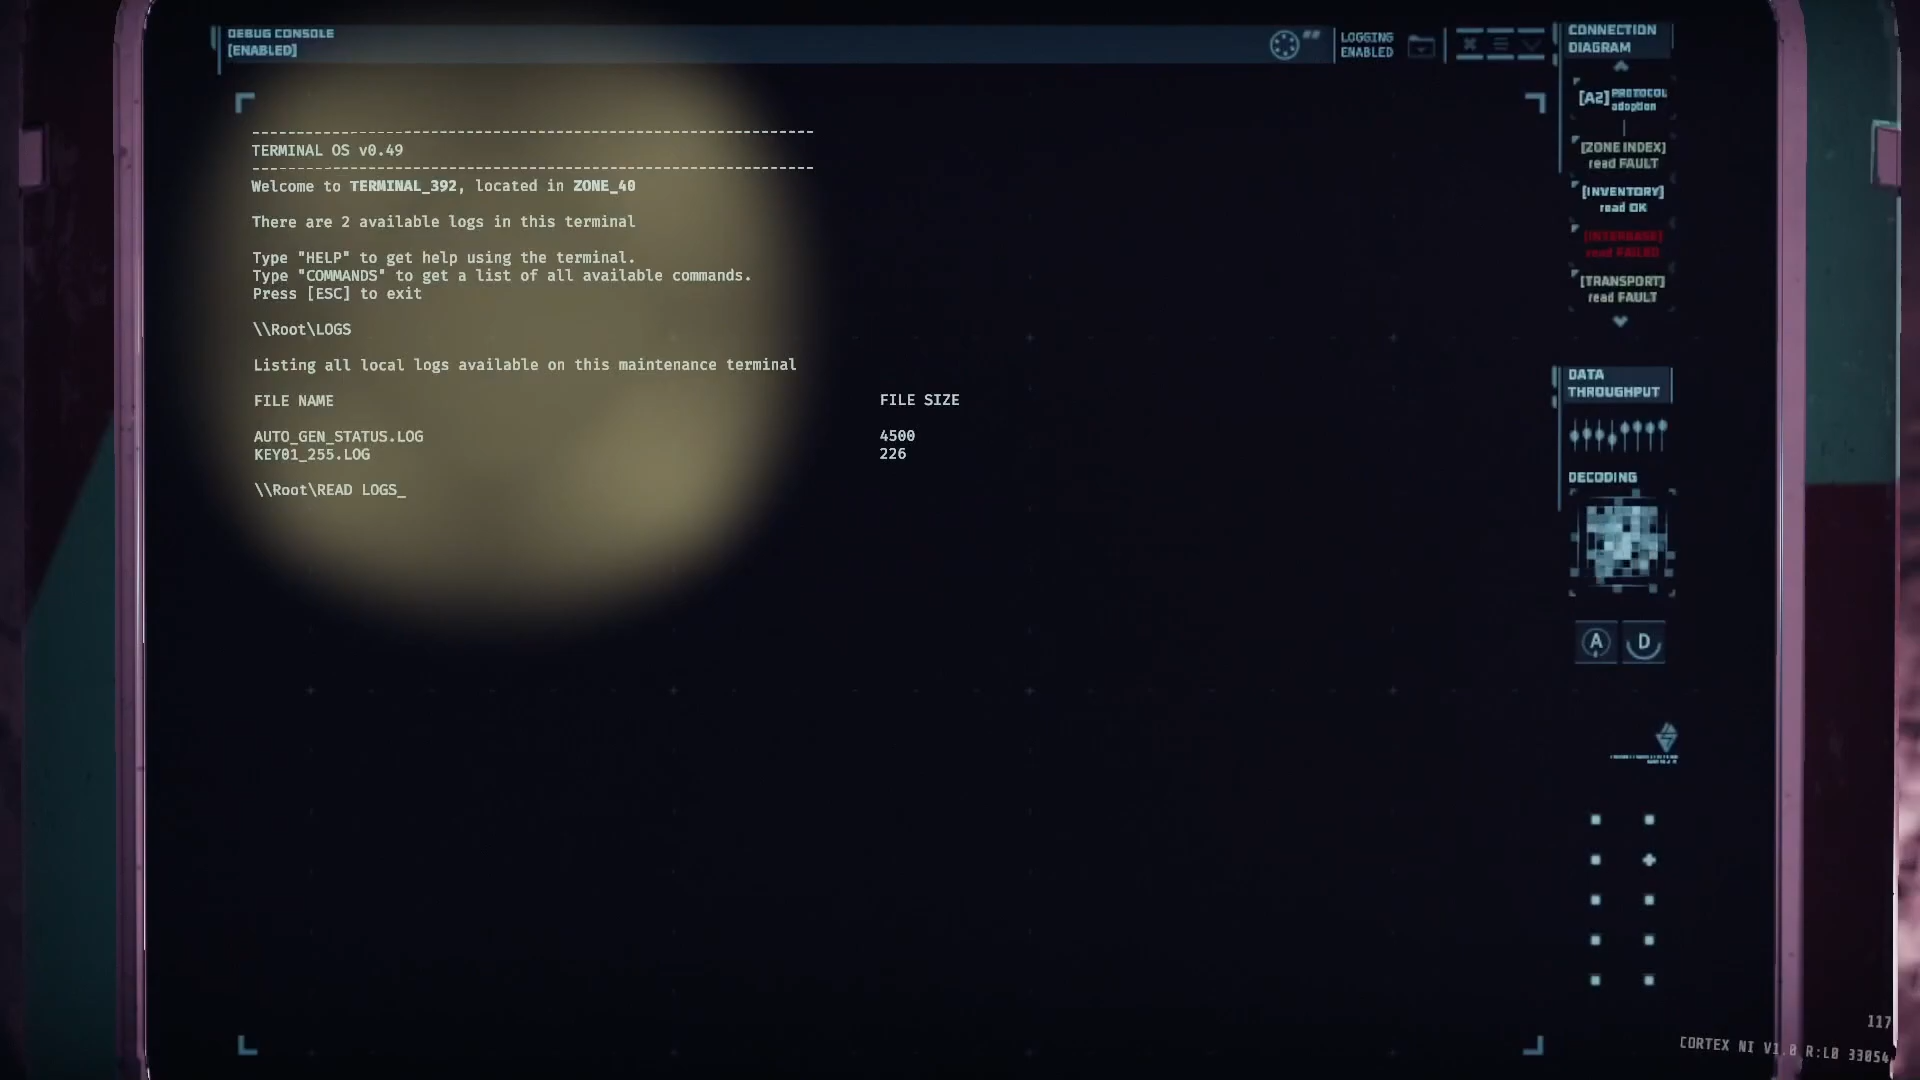 DEBUG CONSOLE
[ENABLED]
LOGGING
ENABLED
------------------------------------------------------------
TERMINAL OS v0.49
------------------------------------------------------------
Welcome to TERMINAL_392, located in ZONE_40
There are 2 available logs in this terminal
Type "HELP" to get help using the terminal.
Type "COMMANDS" to get a list of all available commands.
Press [ESC] to exit
\\Root\LOGS
Listing all local logs available on this maintenance terminal
FILE NAME FILE SIZE
AUTO_GEN_STATUS.LOG 4500
KEY01_255.LOG 226
\\Root\READ LOGS_
CONNECTION
DIAGRAM
[A2] PROTOCOL
adoption
[ZONE INDEX]
read FAULT
[INVENTORY]
read OK
read FAILED
[TRANSPORT]
read FAULT
DATA
THROUGHPUT
DECODING
A D
117
CORTEX NI V1.0 R:L0 33054